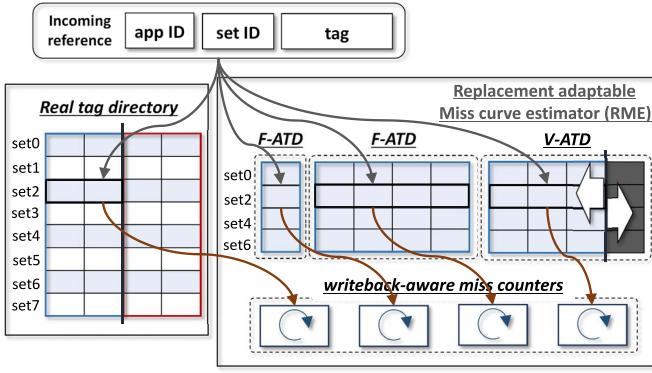 Incoming
reference
app ID
set ID
tag
Real tag directory
set0
set1
set2
set3
set4
set5
set6
set7
Replacement adaptable
Miss curve estimator (RME)
F-ATD
F-ATD
V-ATD
set0
set2
set4
set6
writeback-aware miss counters